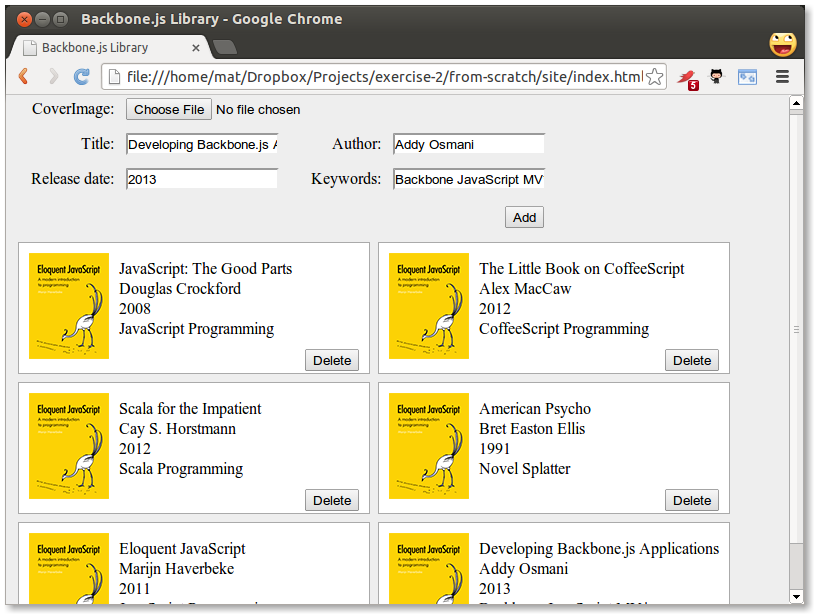 Backbone.js Library - Google Chrome
Backbone.js Library
file:///home/mat/Dropbox/Projects/exercise-2/from-scratch/site/index.html
5
CoverImage: Choose File No file chosen
Title: Developing Backbone.js A Author: Addy Osmani
Release date: 2013 Keywords: Backbone JavaScript MV
Add
Eloquent JavaScript
A modern introduction
to programming
JavaScript: The Good Parts
Douglas Crockford
2008
JavaScript Programming
Delete
Eloquent JavaScript
A modern introduction
to programming
The Little Book on CoffeeScript
Alex MacCaw
2012
CoffeeScript Programming
Delete
Eloquent JavaScript
A modern introduction
to programming
Scala for the Impatient
Cay S. Horstmann
2012
Scala Programming
Delete
Eloquent JavaScript
A modern introduction
to programming
American Psycho
Bret Easton Ellis
1991
Novel Splatter
Delete
Eloquent JavaScript
A modern introduction
to programming
Eloquent JavaScript
Marijn Haverbeke
2011
Eloquent JavaScript
A modern introduction
to programming
Developing Backbone.js Applications
Addy Osmani
2013